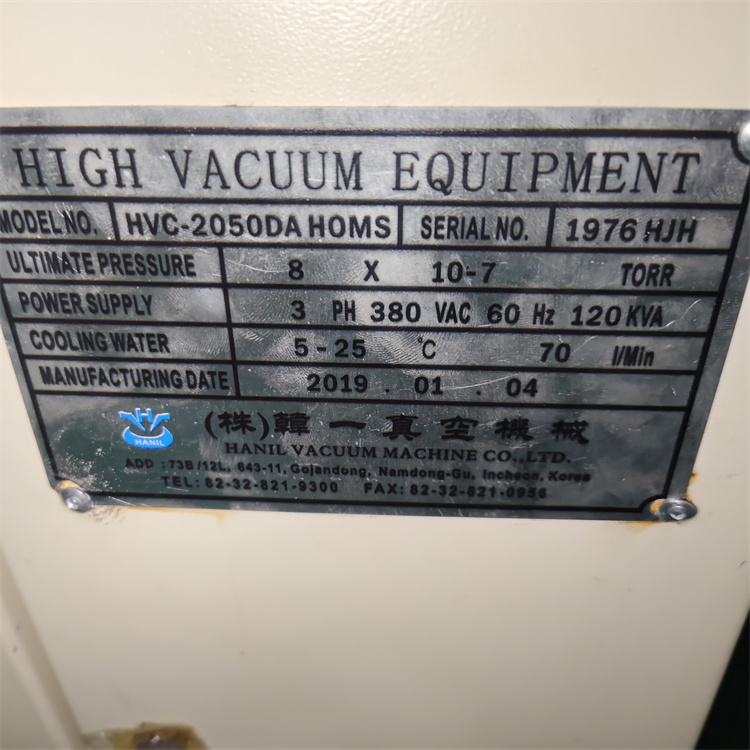 HIGH VACUUM EQUIPMENT
MODEL NO. HVC-2050DA HOMS SERIAL NO. 1976 HJH
ULTIMATE PRESSURE 8 X 10-7 TORR
POWER SUPPLY 3 PH 380 VAC 60 Hz 120 KVA
COOLING WATER 5-25 ℃ 70 l/Min
MANUFACTURING DATE 2019 . 01 . 04
HANIL (株)韓一真空機械
HANIL VACUUM MACHINE CO.,LTD.
ADD : 73B/12L, 643-11, Gojandong, Namdong-Gu, Incheon, Korea
TEL: 82-32-821-9300 FAX: 82-32-821-0956